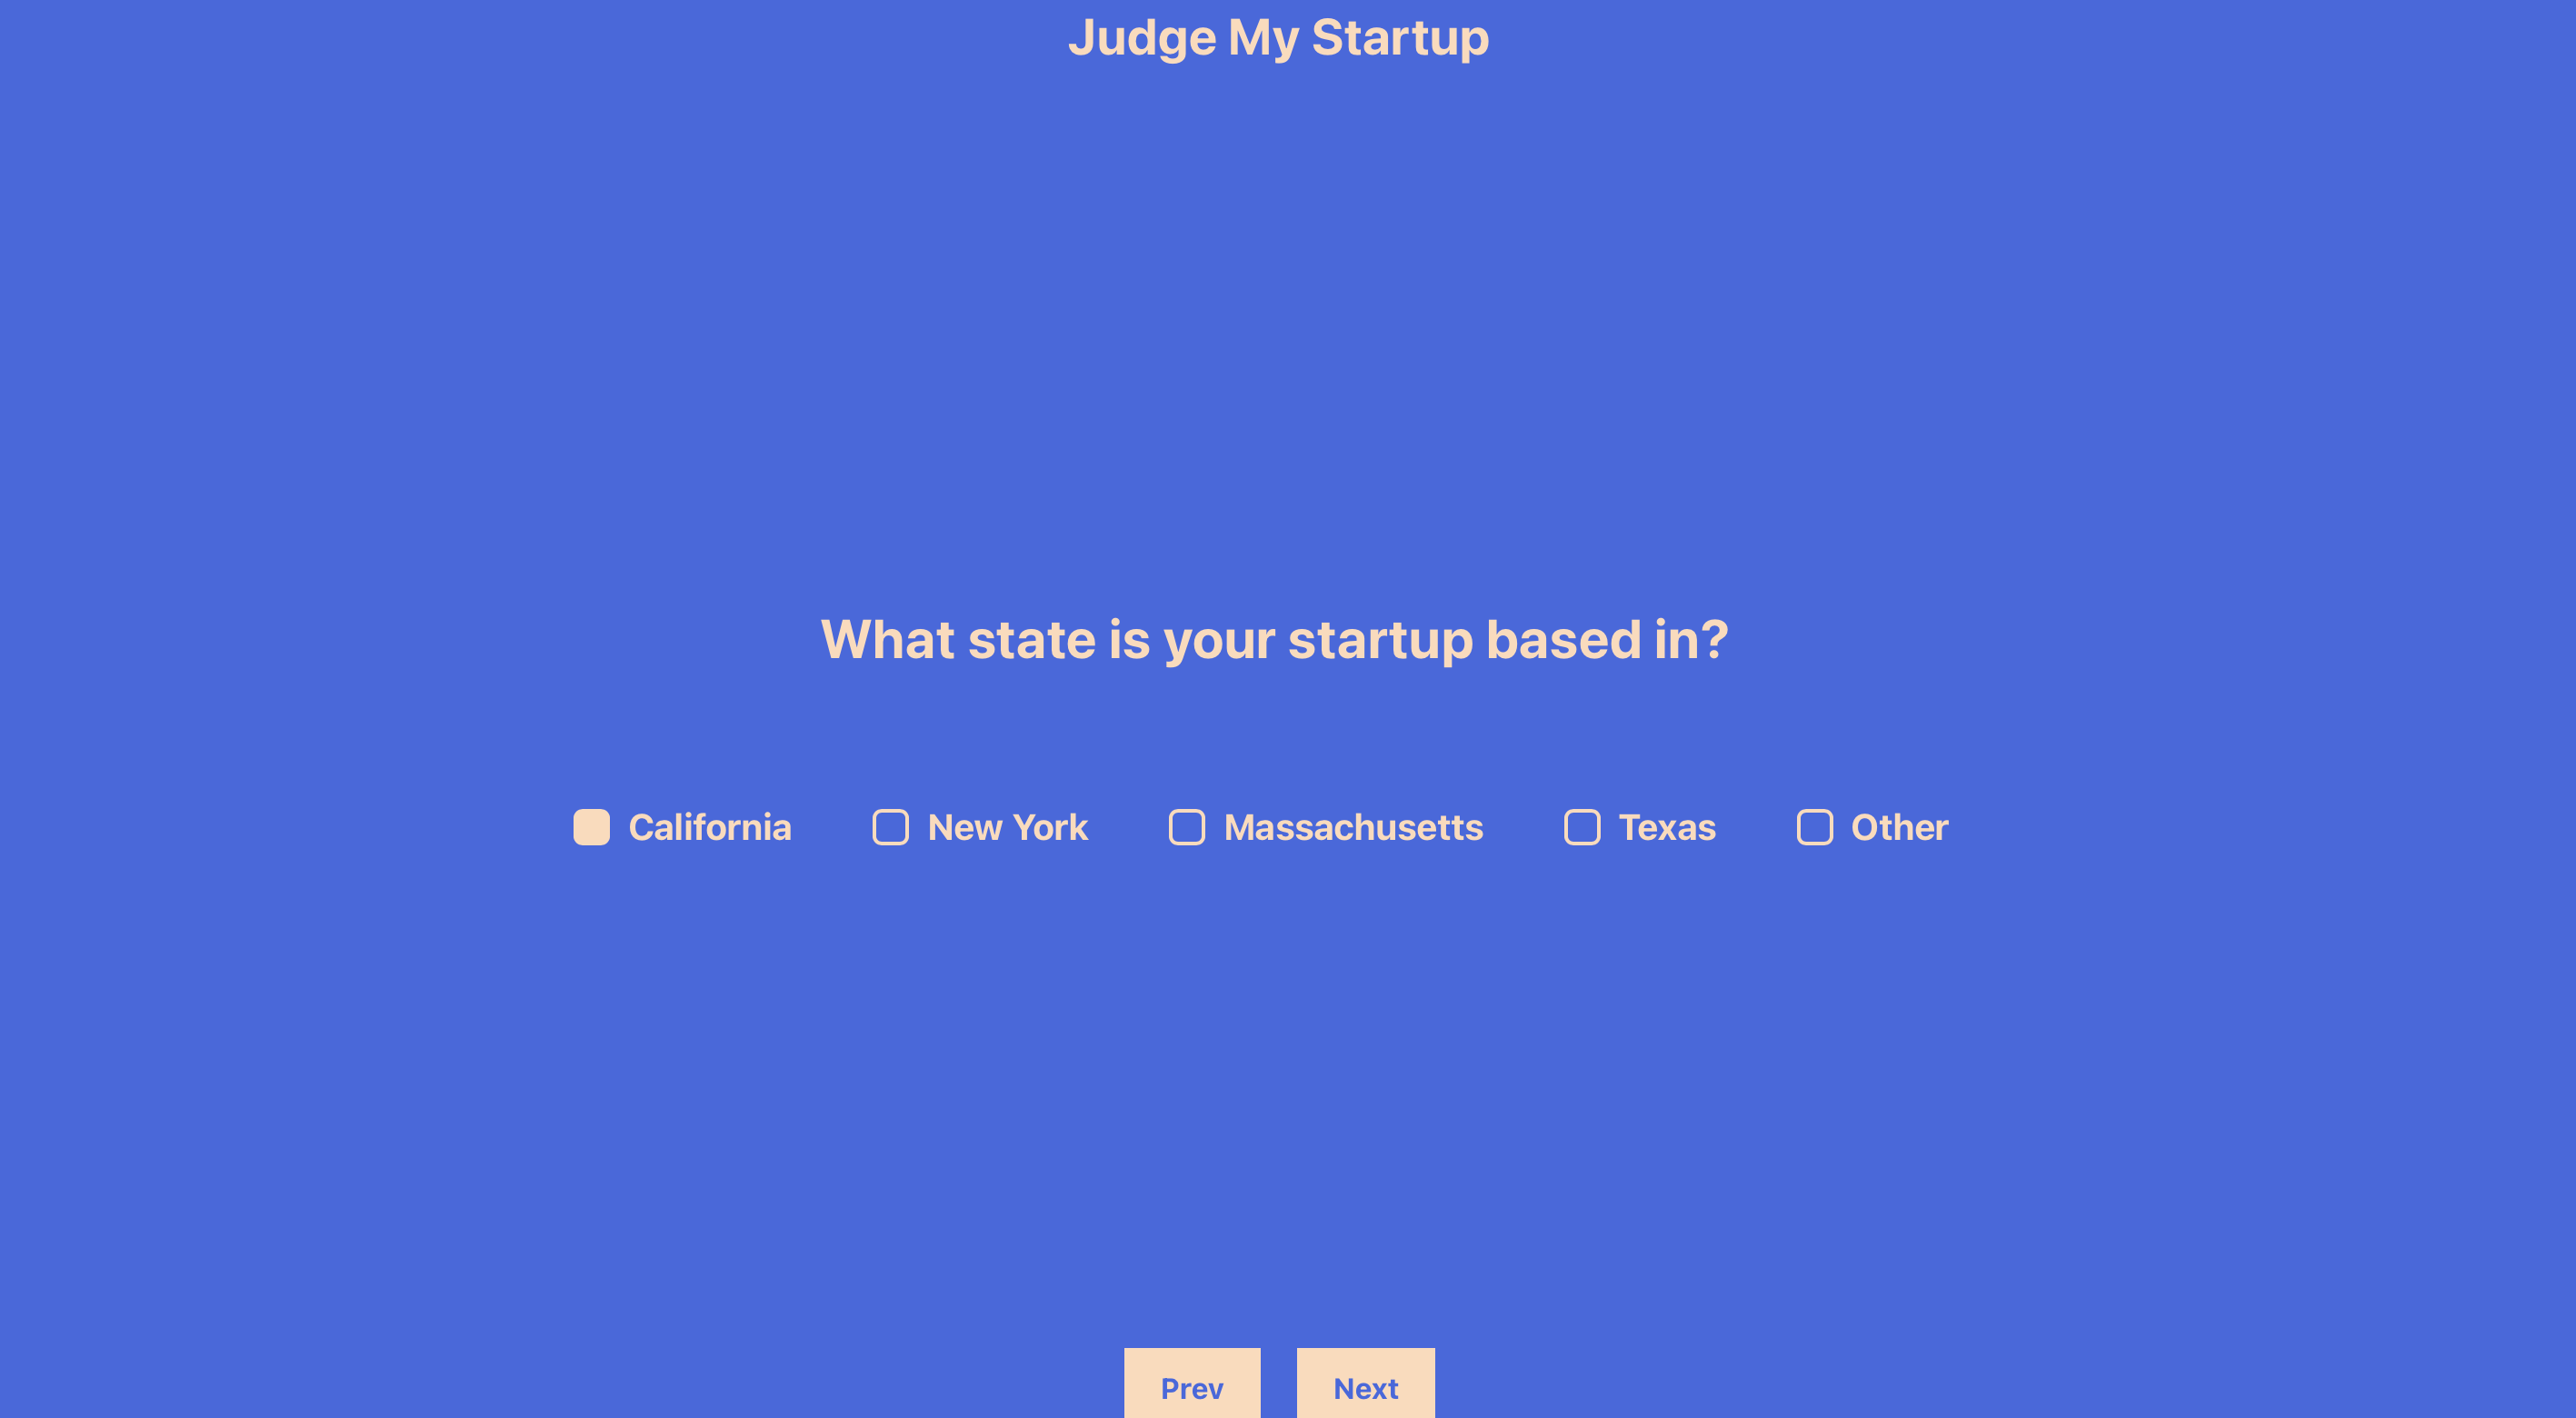 Judge My Startup
What state is your startup based in?
California New York Massachusetts Texas Other
Prev Next